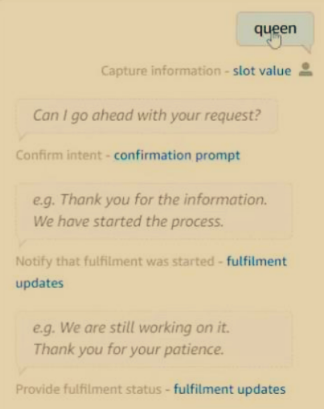 queen
Capture information - slot value
Can I go ahead with your request?
Confirm intent - confirmation prompt
e.g. Thank you for the information.
We have started the process.
Notify that fulfilment was started - fulfilment
updates
e.g. We are still working on it.
Thank you for your patience.
Provide fulfilment status - fulfilment updates